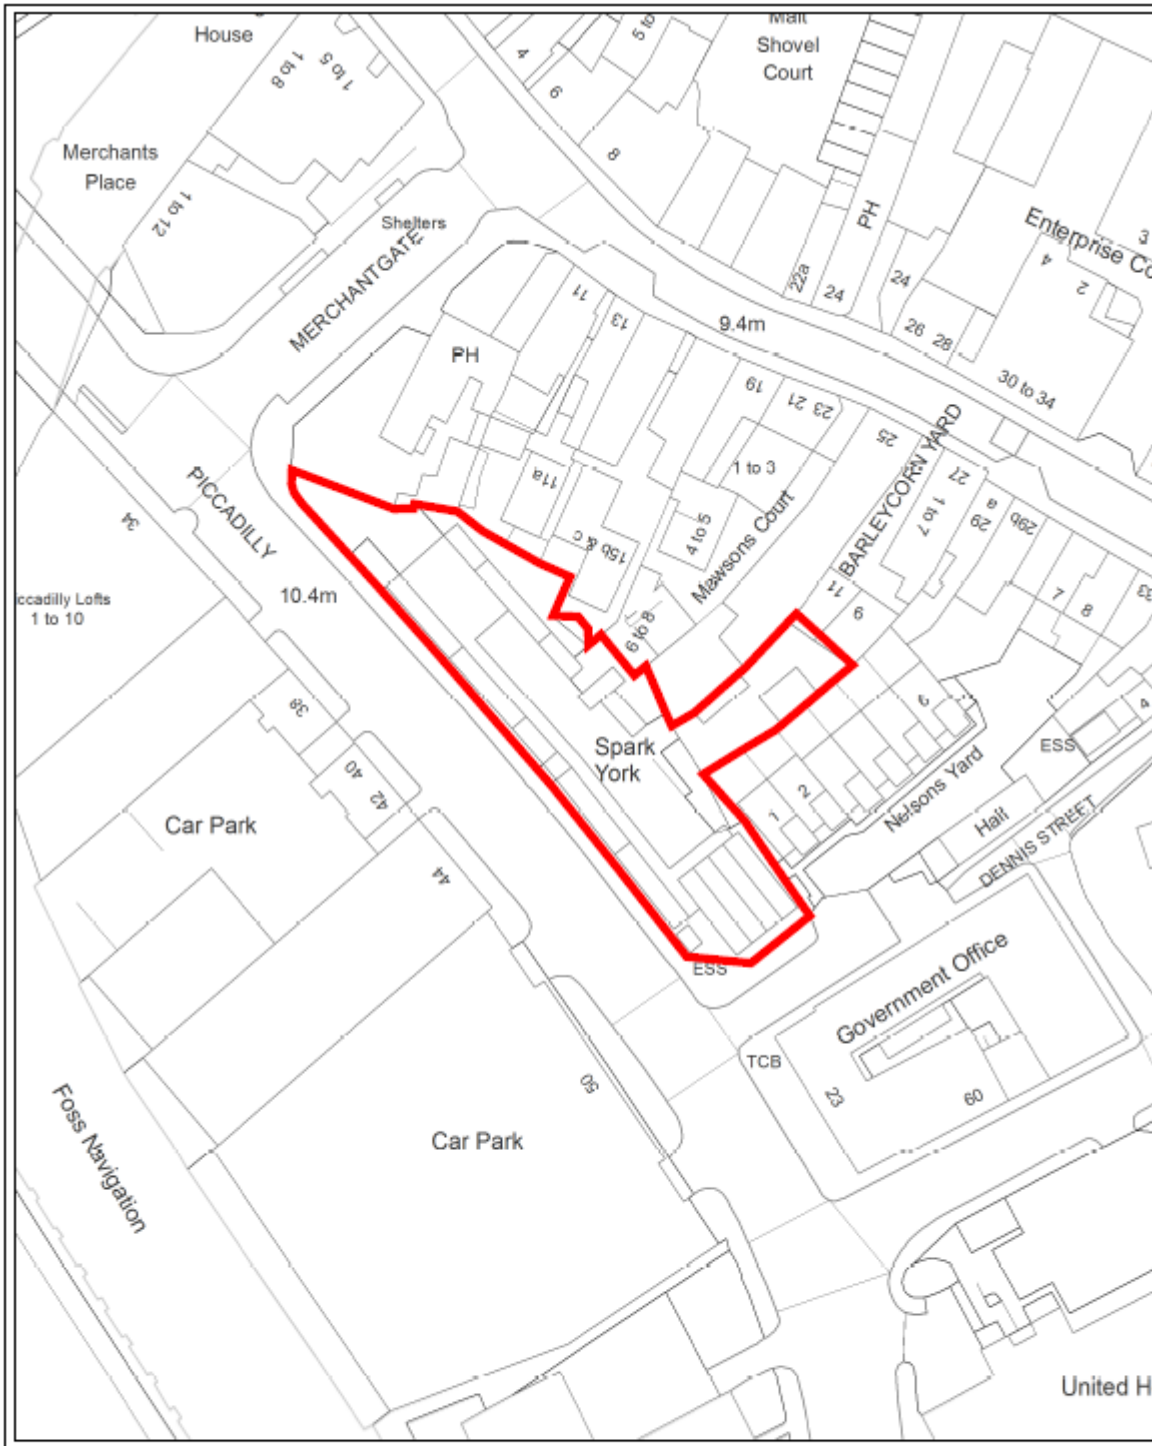 House
1 to 8
1 to 5
Merchants
Place
1 to 12
Shelters
MERCHANTGATE
PICCADILLY
4
6
5 to
8
Malt
Shovel
Court
PH
22a
24
24
26
28
30 to 34
Enterprise Co
3
4
2
9.4m
PH
11
13
19
21
23
25
1 to 3
11a
15b & c
4 to 5
6 to 8
Mawsons Court
BARLEYCORN YARD
27
1 to 7
29
a
29b
11
9
7
8
33
34
ccadilly Lofts
1 to 10
10.4m
38
40
42
44
Car Park
Spark
York
1
2
6
Nelsons Yard
ESS
4
Hall
DENNIS STREET
ESS
Government Office
TCB
23
60
50
Car Park
Foss Navigation
United H